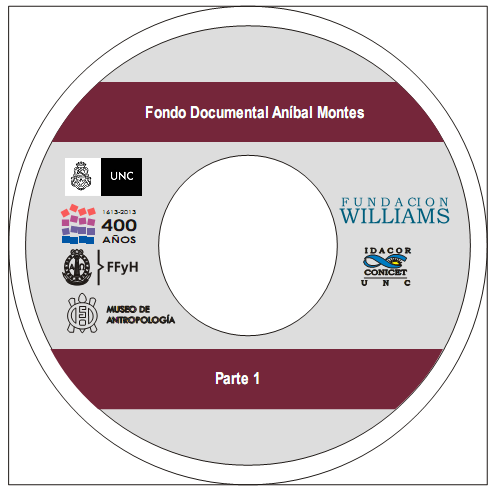 Fondo Documental Aníbal Montes
UNC
1613-2013
400
AÑOS
FFyH
MUSEO DE
ANTROPOLOGÍA
FUNDACION
WILLIAMS
IDACOR
CONICET
U N C
Parte 1